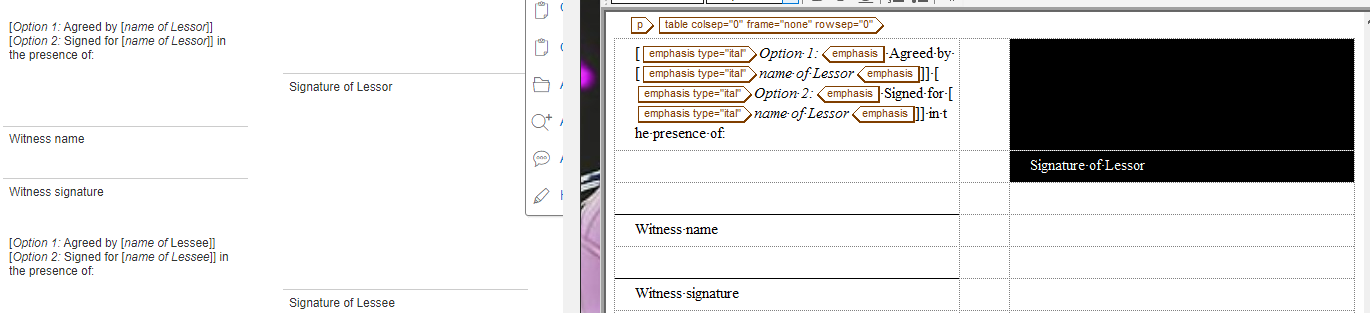 [Option 1: Agreed by [name of Lessor]]
[Option 2: Signed for [name of Lessor]] in
the presence of:
Signature of Lessor
Witness name
Witness signature
[Option 1: Agreed by [name of Lessee]]
[Option 2: Signed for [name of Lessee]] in
the presence of:
Signature of Lessee
p table colsep="0" frame="none" rowsep="0"
[ emphasis type="ital" Option·1:· emphasis ·Agreed·by·
[ emphasis type="ital" name·of·Lessor emphasis ]]·[
emphasis type="ital" Option·2:· emphasis ·Signed·for·[
emphasis type="ital" name·of·Lessor emphasis ]]·in·t
he·presence·of:
Signature·of·Lessor
Witness·name
Witness·signature